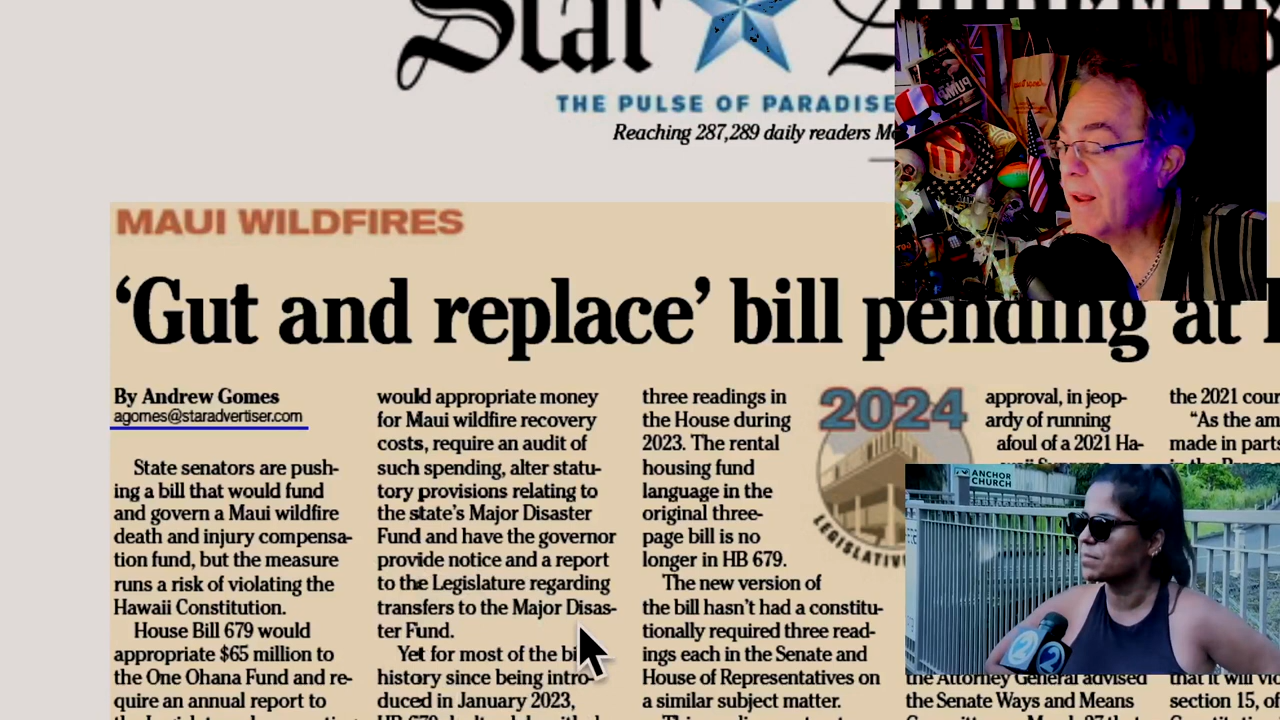 Star
THE PULSE OF PARADISE
Reaching 287,289 daily readers
MAUI WILDFIRES
‘Gut and replace’ bill pending at
By Andrew Gomes
agomes@staradvertiser.com
State senators are push-
ing a bill that would fund
and govern a Maui wildfire
death and injury compensa-
tion fund, but the measure
runs a risk of violating the
Hawaii Constitution.
House Bill 679 would
appropriate $65 million to
the One Ohana Fund and re-
quire an annual report to
would appropriate money
for Maui wildfire recovery
costs, require an audit of
such spending, alter statu-
tory provisions relating to
the state’s Major Disaster
Fund and have the governor
provide notice and a report
to the Legislature regarding
transfers to the Major Disas-
ter Fund.
Yet for most of the
history since being intro-
duced in January 2023,
three readings in
the House during
2023. The rental
housing fund
language in the
original three-
page bill is no
longer in HB 679.
The new version of
the bill hasn’t had a constitu-
tionally required three read-
ings each in the Senate and
House of Representatives on
a similar subject matter.
2024
LEGISLATIV
approval, in jeop-
ardy of running
afoul of a 2021 Ha-
the Attorney General advised
the Senate Ways and Means
the 2021 cour
“As the am
made in parts
that it will vio
section 15, of
ANCHOR
CHURCH
2
2